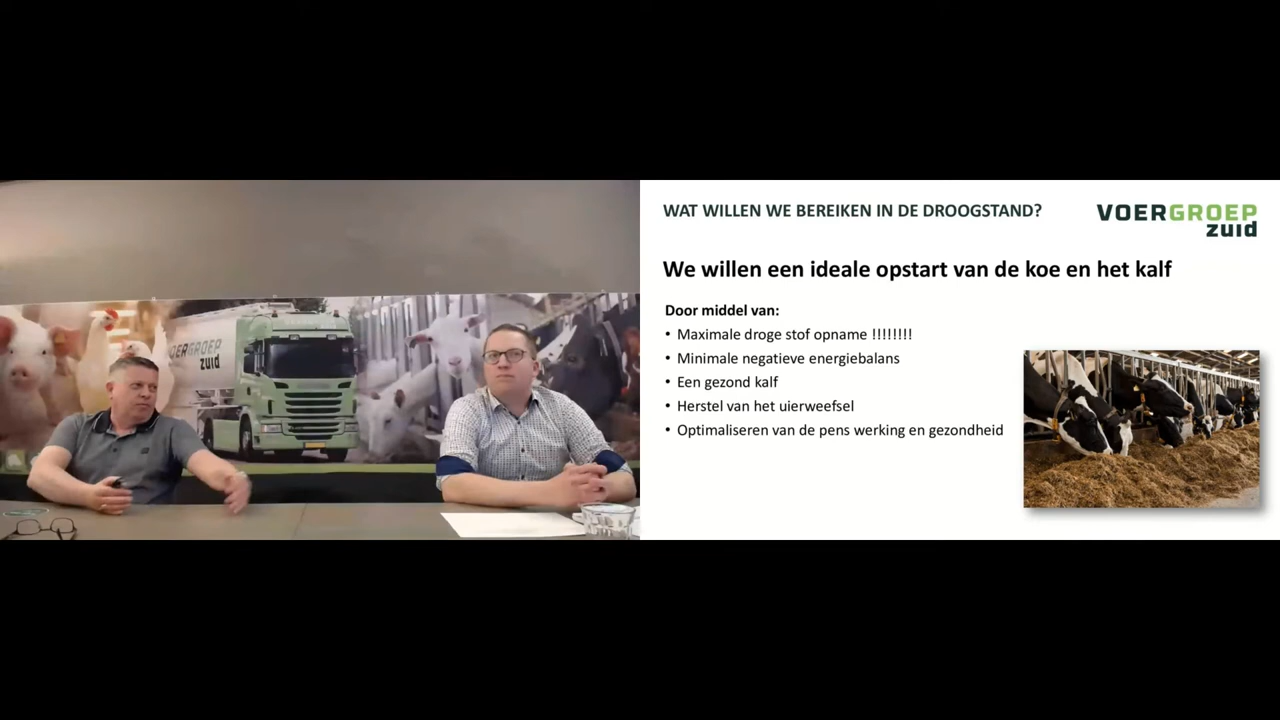 VOERGROEP
zuid
WAT WILLEN WE BEREIKEN IN DE DROOGSTAND?
VOERGROEP
zuid
We willen een ideale opstart van de koe en het kalf
Door middel van:
• Maximale droge stof opname !!!!!!!!
• Minimale negatieve energiebalans
• Een gezond kalf
• Herstel van het uierweefsel
• Optimaliseren van de pens werking en gezondheid